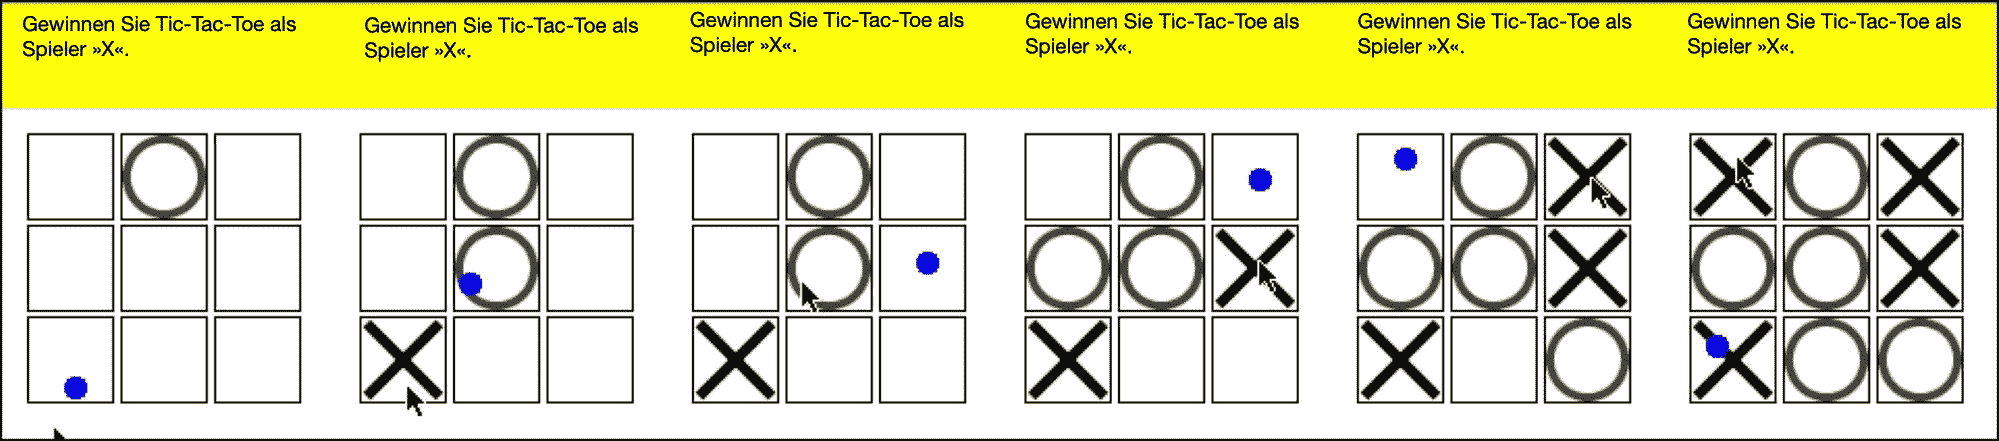 Gewinnen Sie Tic-Tac-Toe als
Spieler »X«.
Gewinnen Sie Tic-Tac-Toe als
Spieler »X«.
Gewinnen Sie Tic-Tac-Toe als
Spieler »X«.
Gewinnen Sie Tic-Tac-Toe als
Spieler »X«.
Gewinnen Sie Tic-Tac-Toe als
Spieler »X«.
Gewinnen Sie Tic-Tac-Toe als
Spieler »X«.